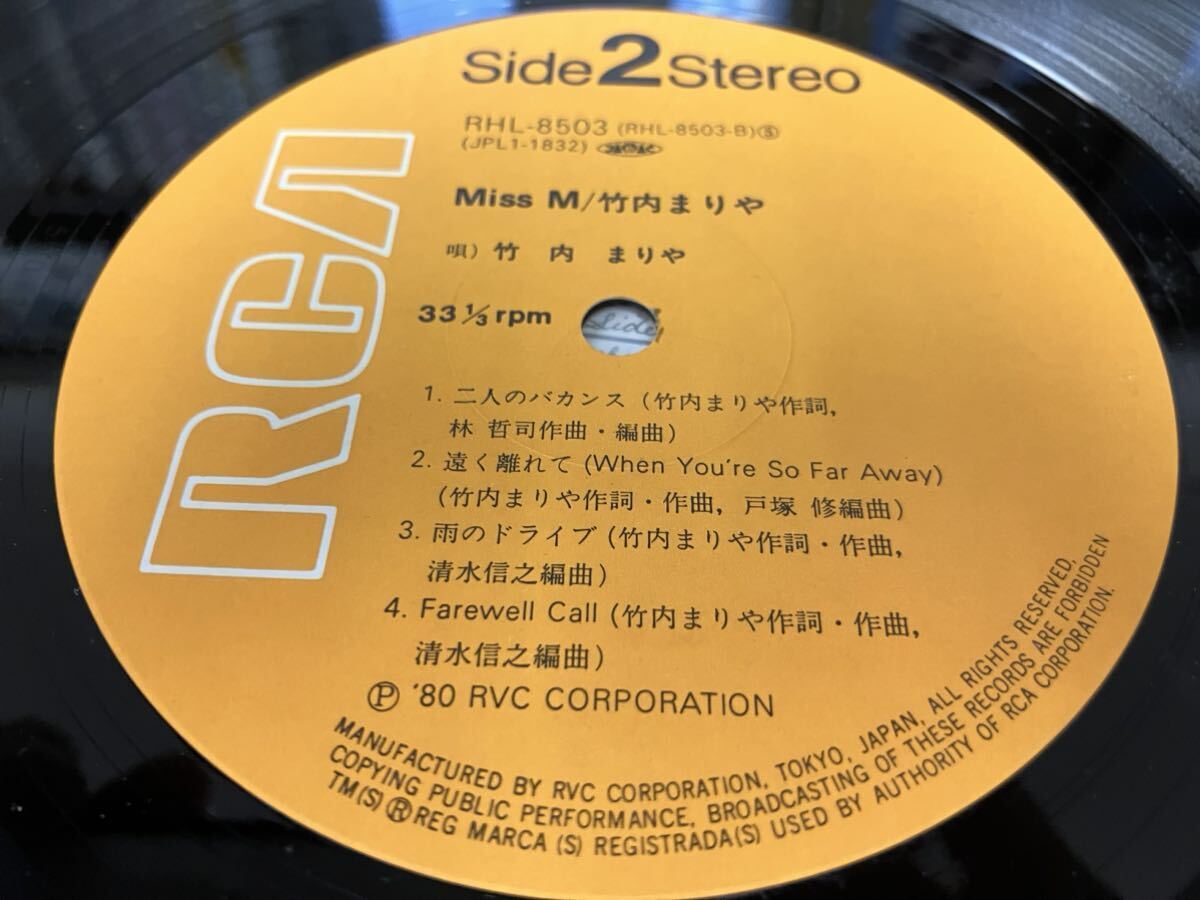 Side 2 Stereo
RHL-8503 (RHL-8503-B)Ⓢ
(JPL1-1832)
Miss M/竹内まりや
唄) 竹 内 まりや
33 1/3 rpm
Side
1. 二人のバカンス (竹内まりや作詞,
林 哲司作曲・編曲)
2. 遠く離れて (When You're So Far Away)
(竹内まりや作詞・作曲, 戸塚 修編曲)
3. 雨のドライブ (竹内まりや作詞・作曲,
清水信之編曲)
4. Farewell Call (竹内まりや作詞・作曲,
清水信之編曲)
Ⓟ '80 RVC CORPORATION
MANUFACTURED BY RVC CORPORATION, TOKYO, JAPAN, ALL RIGHTS RESERVED,
COPYING PUBLIC PERFORMANCE, BROADCASTING OF THESE RECORDS ARE FORBIDDEN
TM(S) ® REG MARCA (S) REGISTRADA(S) USED BY AUTHORITY OF RCA CORPORATION.
RCA